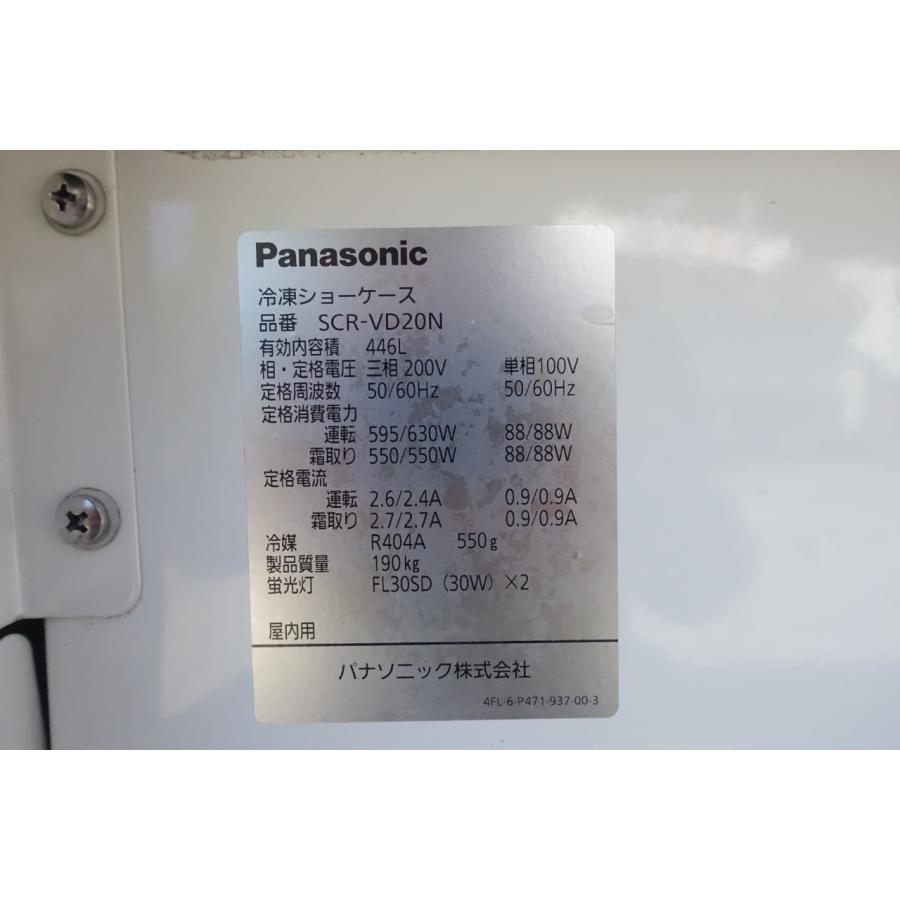 Panasonic
冷凍ショーケース
品番 SCR-VD20N
有効内容積 446L
相・定格電圧 三相 200V 単相100V
定格周波数 50/60Hz 50/60Hz
定格消費電力
運転 595/630W 88/88W
霜取り 550/550W 88/88W
定格電流
運転 2.6/2.4A 0.9/0.9A
霜取り 2.7/2.7A 0.9/0.9A
冷媒 R404A 550g
製品質量 190kg
蛍光灯 FL30SD（30W）×2
屋内用
パナソニック株式会社
4FL-6-P471-937-00-3